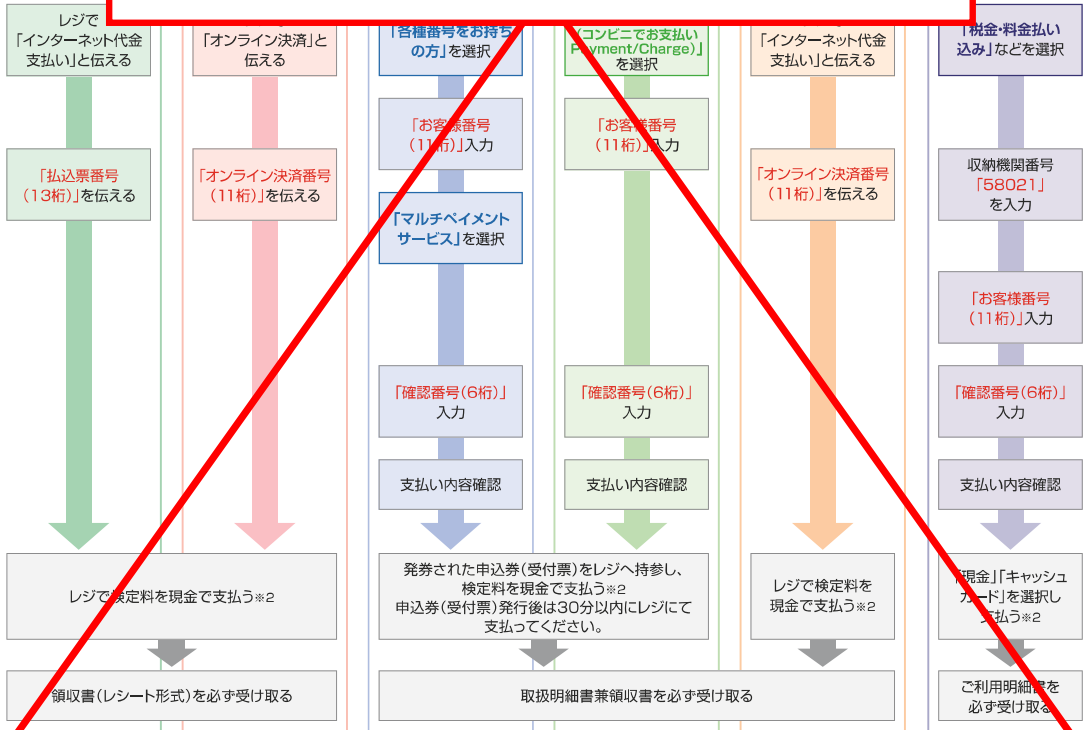 レジで
「インターネット代金
支払い」と伝える
「払込票番号
(13桁)」を伝える
「オンライン決済」と
伝える
「オンライン決済番号
(11桁)」を伝える
レジで検定料を現金で支払う※2
領収書(レシート形式)を必ず受け取る
「各種番号をお持ち
の方」を選択
「お客様番号
(11桁)」入力
「マルチペイメント
サービス」を選択
「確認番号(6桁)」
入力
支払い内容確認
(コンビニでお支払い
Payment/Charge)」
を選択
「お客様番号
(11桁)」入力
「確認番号(6桁)」
入力
支払い内容確認
発券された申込券(受付票)をレジへ持参し、
検定料を現金で支払う※2
申込券(受付票)発行後は30分以内にレジにて
支払ってください。
「インターネット代金
支払い」と伝える
「オンライン決済番号
(11桁)」を伝える
レジで検定料を
現金で支払う※2
取扱明細書兼領収書を必ず受け取る
「税金・料金払い
込み」などを選択
収納機関番号
「58021」
を入力
「お客様番号
(11桁)」入力
「確認番号(6桁)」
入力
支払い内容確認
「現金」「キャッシュ
カード」を選択し
支払う※2
ご利用明細書を
必ず受け取る